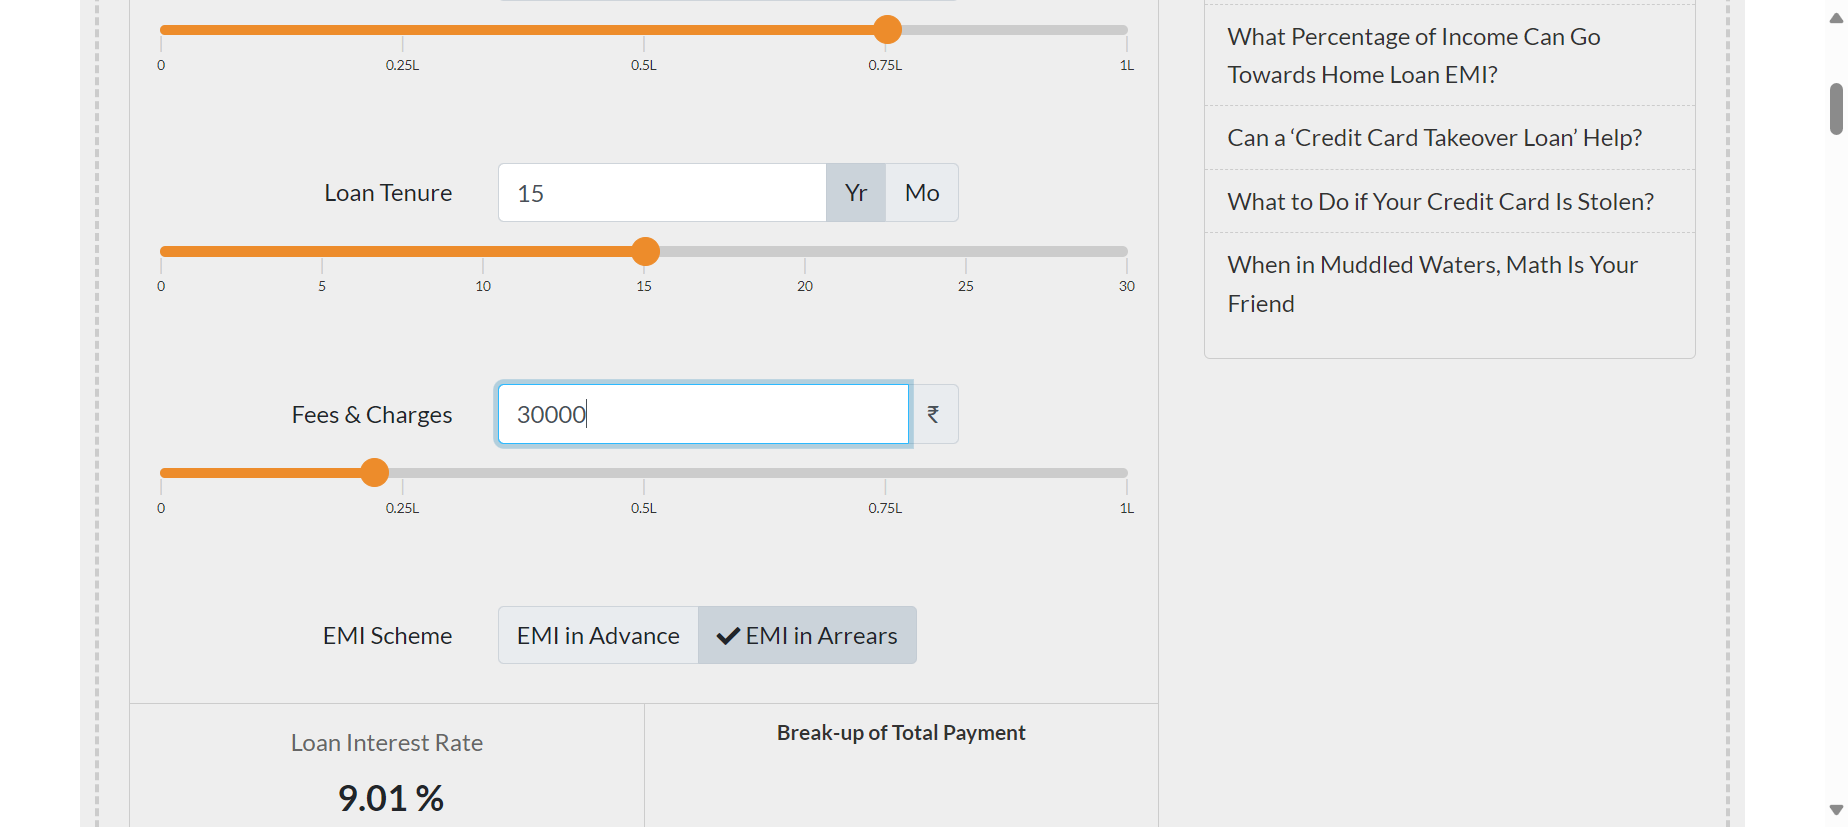 0 0.25L 0.5L 0.75L 1L
Loan Tenure 15 Yr Mo
0 5 10 15 20 25 30
Fees & Charges 30000 ₹
0 0.25L 0.5L 0.75L 1L
EMI Scheme EMI in Advance EMI in Arrears
Loan Interest Rate
9.01 %
Break-up of Total Payment
What Percentage of Income Can Go
Towards Home Loan EMI?
Can a ‘Credit Card Takeover Loan’ Help?
What to Do if Your Credit Card Is Stolen?
When in Muddled Waters, Math Is Your
Friend